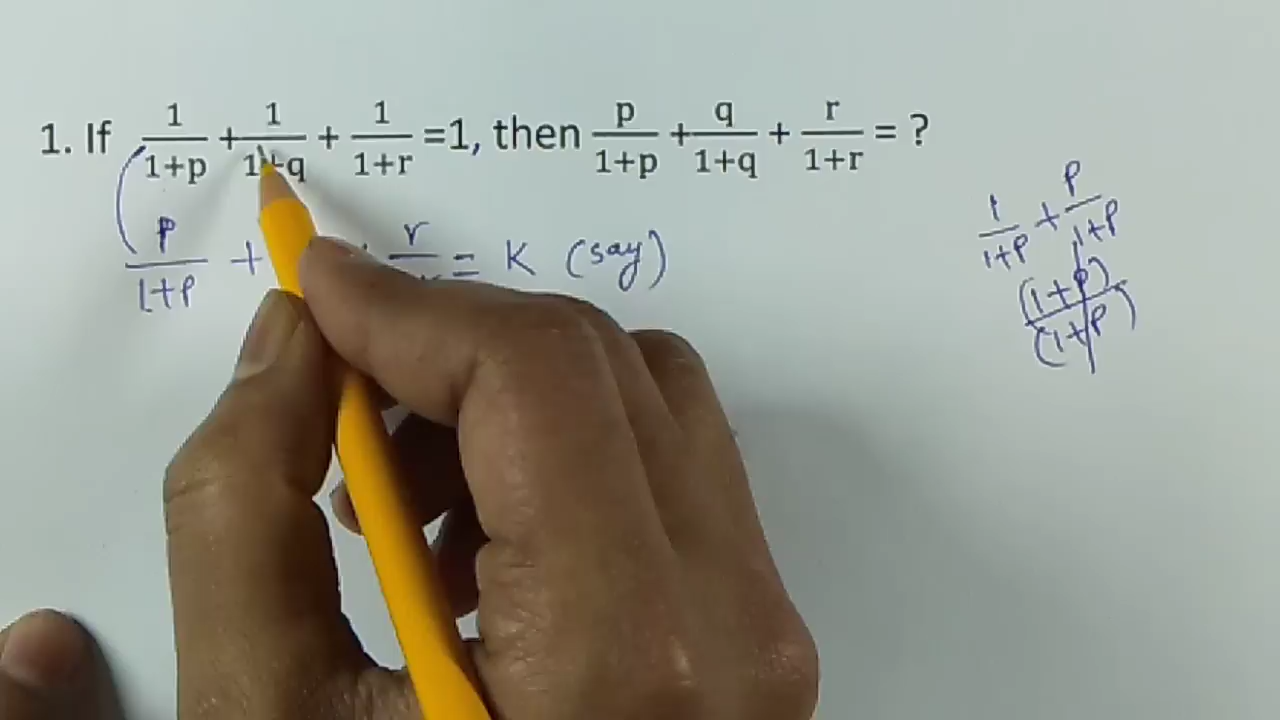 1. If 1/(1+p) + 1/(1+q) + 1/(1+r) =1, then p/(1+p) + q/(1+q) + r/(1+r) = ?
p/(1+p) + r = K (say)
1/(1+p) + p/(1+p)
(1+p)/(1+p)